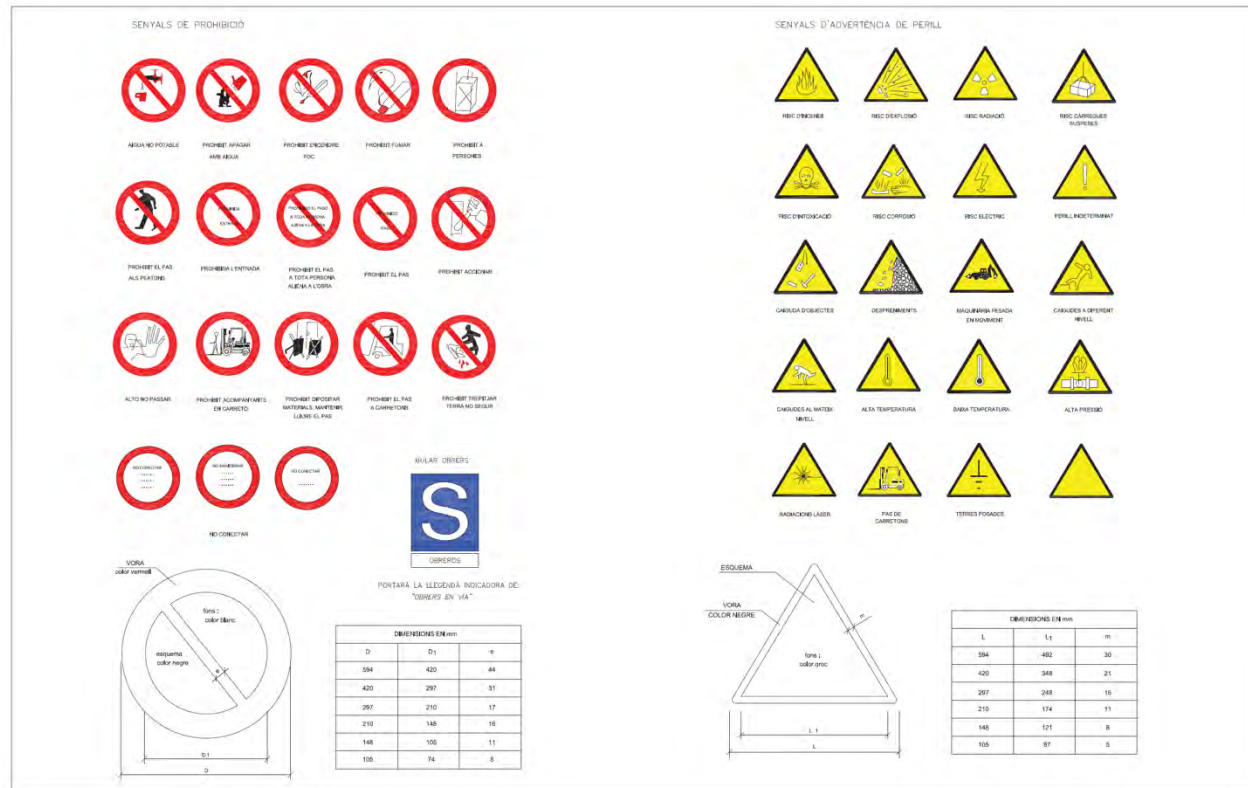 SENYALS DE PROHIBICIÓ
AIGUA NO POTABLE
PROHIBIT APAGAR
AMB AIGUA
PROHIBIT ENCENDRE
FOC
PROHIBIT FUMAR
PROHIBIT A
PERSONES
PROHIBIT EL PAS
ALS PEATONS
PROHIBIDA L'ENTRADA
PROHIBIT EL PAS
A TOTA PERSONA
ALIENA A L'OBRA
PROHIBIT EL PAS
PROHIBIT ACCIONAR
ALTO NO PASSAR
PROHIBIT ACOMPANYANTS
EN CARRETÓ
PROHIBIT DIPOSITAR
MATERIALS, MANTENIR
LLIURE EL PAS
PROHIBIT EL PAS
A CARRETONS
PROHIBIT TREPITJAR
TERRA NO SEGUR
NO CONECTAR
NO CONECTAR
NO CONECTAR
OBRERS
S
OBREROS
PORTARÀ LA LLEGENDA INDICADORA DE:
"OBRERS EN VÍA"
VORA
color vermell
fons :
color blanc
esquema
color negre
e
D1
D
DIMENSIONS EN mm
D D1 e
594 420 44
420 297 31
297 210 17
210 148 16
148 105 11
105 74 8
SENYALS D'ADVERTÈNCIA DE PERILL
RISC D'INCENDI
RISC D'EXPLOSIÓ
RISC RADIACIÓ
RISC CÀRREGUES
SUSPESES
RISC D'INTOXICACIÓ
RISC CORROSIÓ
RISC ELÈCTRIC
PERILL INDETERMINAT
CAIGUDA D'OBJECTES
DESPRENIMENTS
MAQUINÀRIA PESADA
EN MOVIMENT
CAIGUDES A DIFERENT
NIVELL
CAIGUDES AL MATEIX
NIVELL
ALTA TEMPERATURA
BAIXA TEMPERATURA
ALTA PRESSIÓ
RADIACIONS LÀSER
PAS DE
CARRETONS
TERRES POSADES
ESQUEMA
VORA
COLOR NEGRE
m
fons :
color groc
L 1
L
DIMENSIONS EN mm
L L1 m
594 492 30
420 348 21
297 248 15
210 174 11
148 121 8
105 87 5